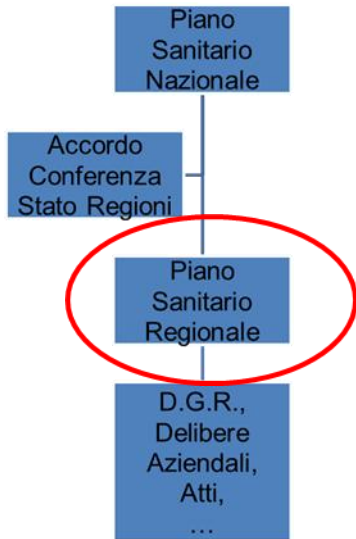 Piano
Sanitario
Nazionale
Accordo
Conferenza
Stato Regioni
Piano
Sanitario
Regionale
D.G.R.,
Delibere
Aziendali,
Atti,
...